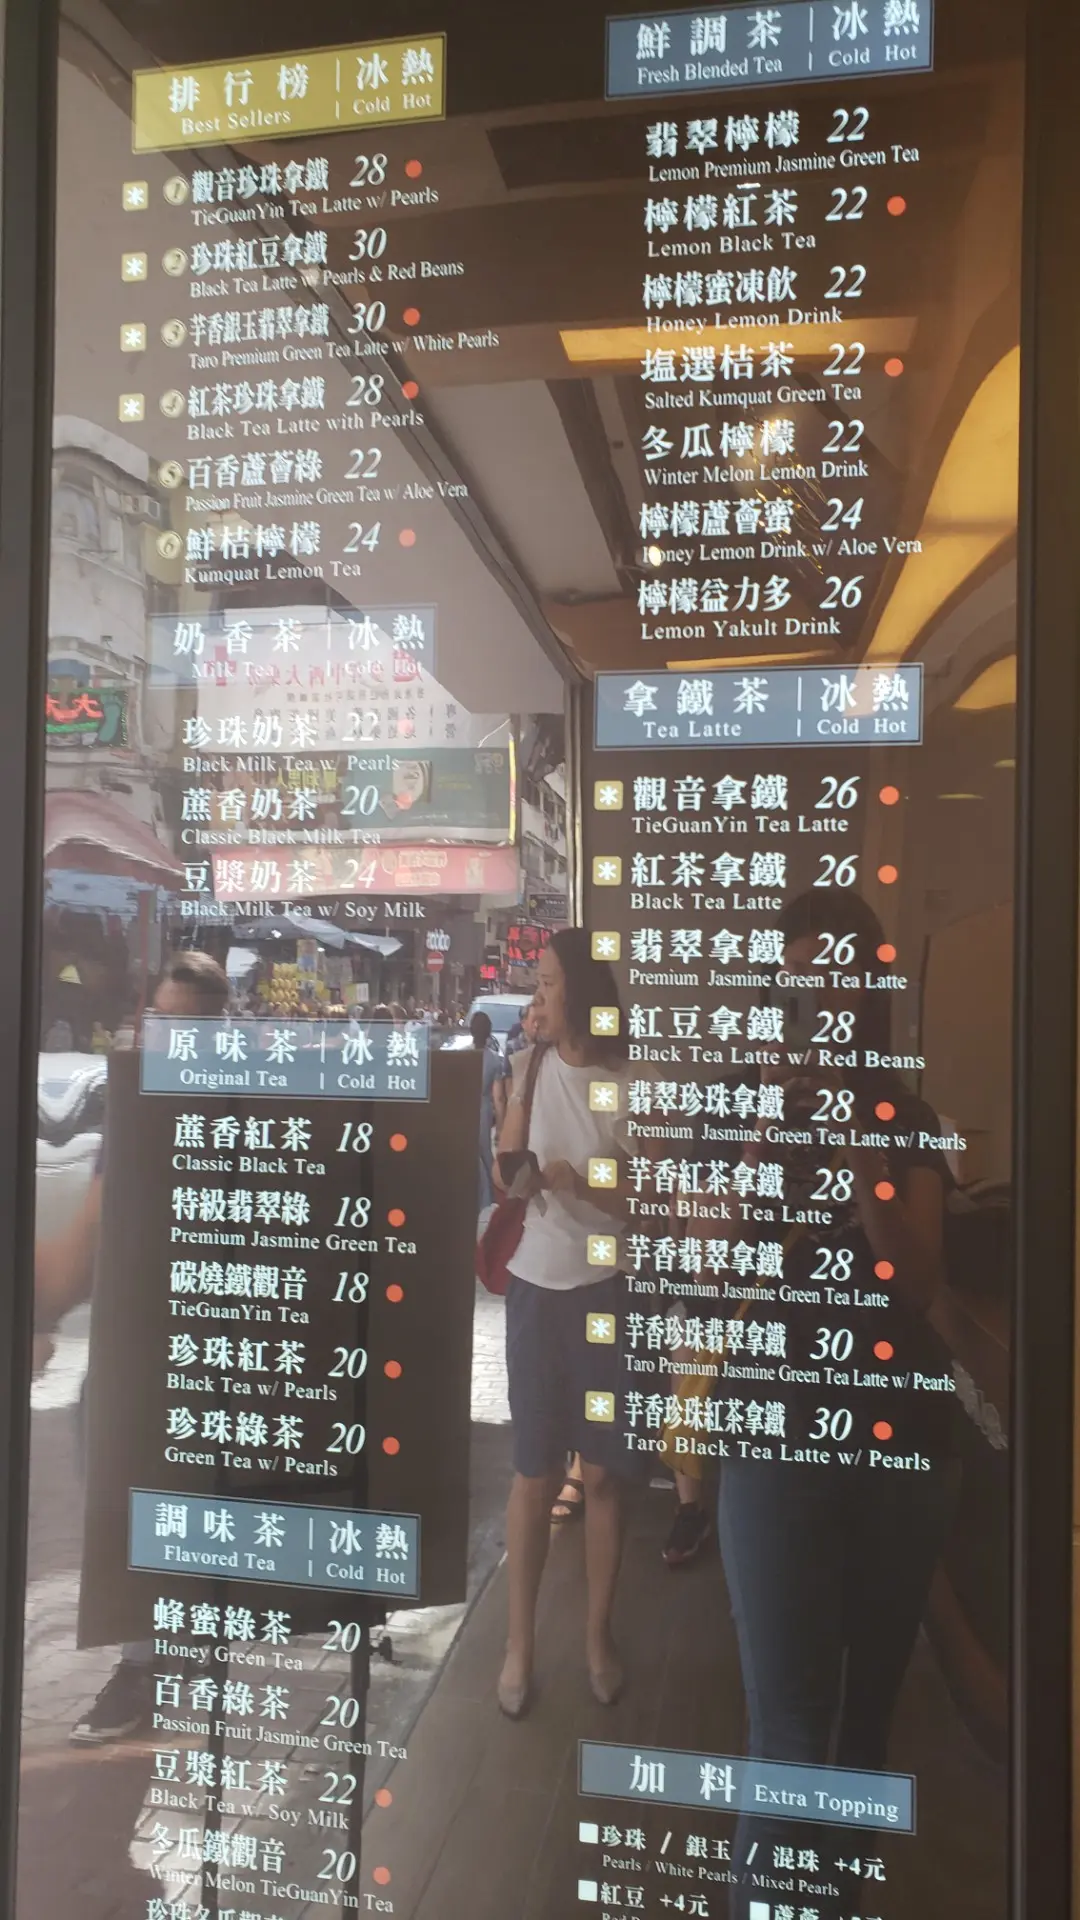 排行榜 | 冰 熱
Best Sellers | Cold Hot
* ① 觀音珍珠拿鐵 28
TieGuanYin Tea Latte w/ Pearls
* ② 珍珠紅豆拿鐵 30
Black Tea Latte w/ Pearls & Red Beans
* ③ 芋香銀玉翡翠拿鐵 30
Taro Premium Green Tea Latte w/ White Pearls
* ④ 紅茶珍珠拿鐵 28
Black Tea Latte with Pearls
⑤ 百香蘆薈綠 22
Passion Fruit Jasmine Green Tea w/ Aloe Vera
⑥ 鮮桔檸檬 24
Kumquat Lemon Tea
奶香茶 | 冰 熱
Milk Tea | Cold Hot
珍珠奶茶 22
Black Milk Tea w/ Pearls
蔗香奶茶 20
Classic Black Milk Tea
豆漿奶茶 24
Black Milk Tea w/ Soy Milk
原味茶 | 冰 熱
Original Tea | Cold Hot
蔗香紅茶 18
Classic Black Tea
特級翡翠綠 18
Premium Jasmine Green Tea
碳燒鐵觀音 18
TieGuanYin Tea
珍珠紅茶 20
Black Tea w/ Pearls
珍珠綠茶 20
Green Tea w/ Pearls
調味茶 | 冰 熱
Flavored Tea | Cold Hot
蜂蜜綠茶 20
Honey Green Tea
百香綠茶 20
Passion Fruit Jasmine Green Tea
豆漿紅茶 22
Black Tea w/ Soy Milk
冬瓜鐵觀音 20
Winter Melon TieGuanYin Tea
鮮調茶 | 冰 熱
Fresh Blended Tea | Cold Hot
翡翠檸檬 22
Lemon Premium Jasmine Green Tea
檸檬紅茶 22
Lemon Black Tea
檸檬蜜凍飲 22
Honey Lemon Drink
塩選桔茶 22
Salted Kumquat Green Tea
冬瓜檸檬 22
Winter Melon Lemon Drink
檸檬蘆薈蜜 24
Honey Lemon Drink w/ Aloe Vera
檸檬益力多 26
Lemon Yakult Drink
拿鐵茶 | 冰 熱
Tea Latte | Cold Hot
* 觀音拿鐵 26
TieGuanYin Tea Latte
* 紅茶拿鐵 26
Black Tea Latte
* 翡翠拿鐵 26
Premium Jasmine Green Tea Latte
* 紅豆拿鐵 28
Black Tea Latte w/ Red Beans
* 翡翠珍珠拿鐵 28
Premium Jasmine Green Tea Latte w/ Pearls
* 芋香紅茶拿鐵 28
Taro Black Tea Latte
* 芋香翡翠拿鐵 28
Taro Premium Jasmine Green Tea Latte
* 芋香珍珠翡翠拿鐵 30
Taro Premium Jasmine Green Tea Latte w/ Pearls
* 芋香珍珠紅茶拿鐵 30
Taro Black Tea Latte w/ Pearls
加料 Extra Topping
珍珠 / 銀玉 / 混珠 +4元
Pearls / White Pearls / Mixed Pearls
紅豆 +4元